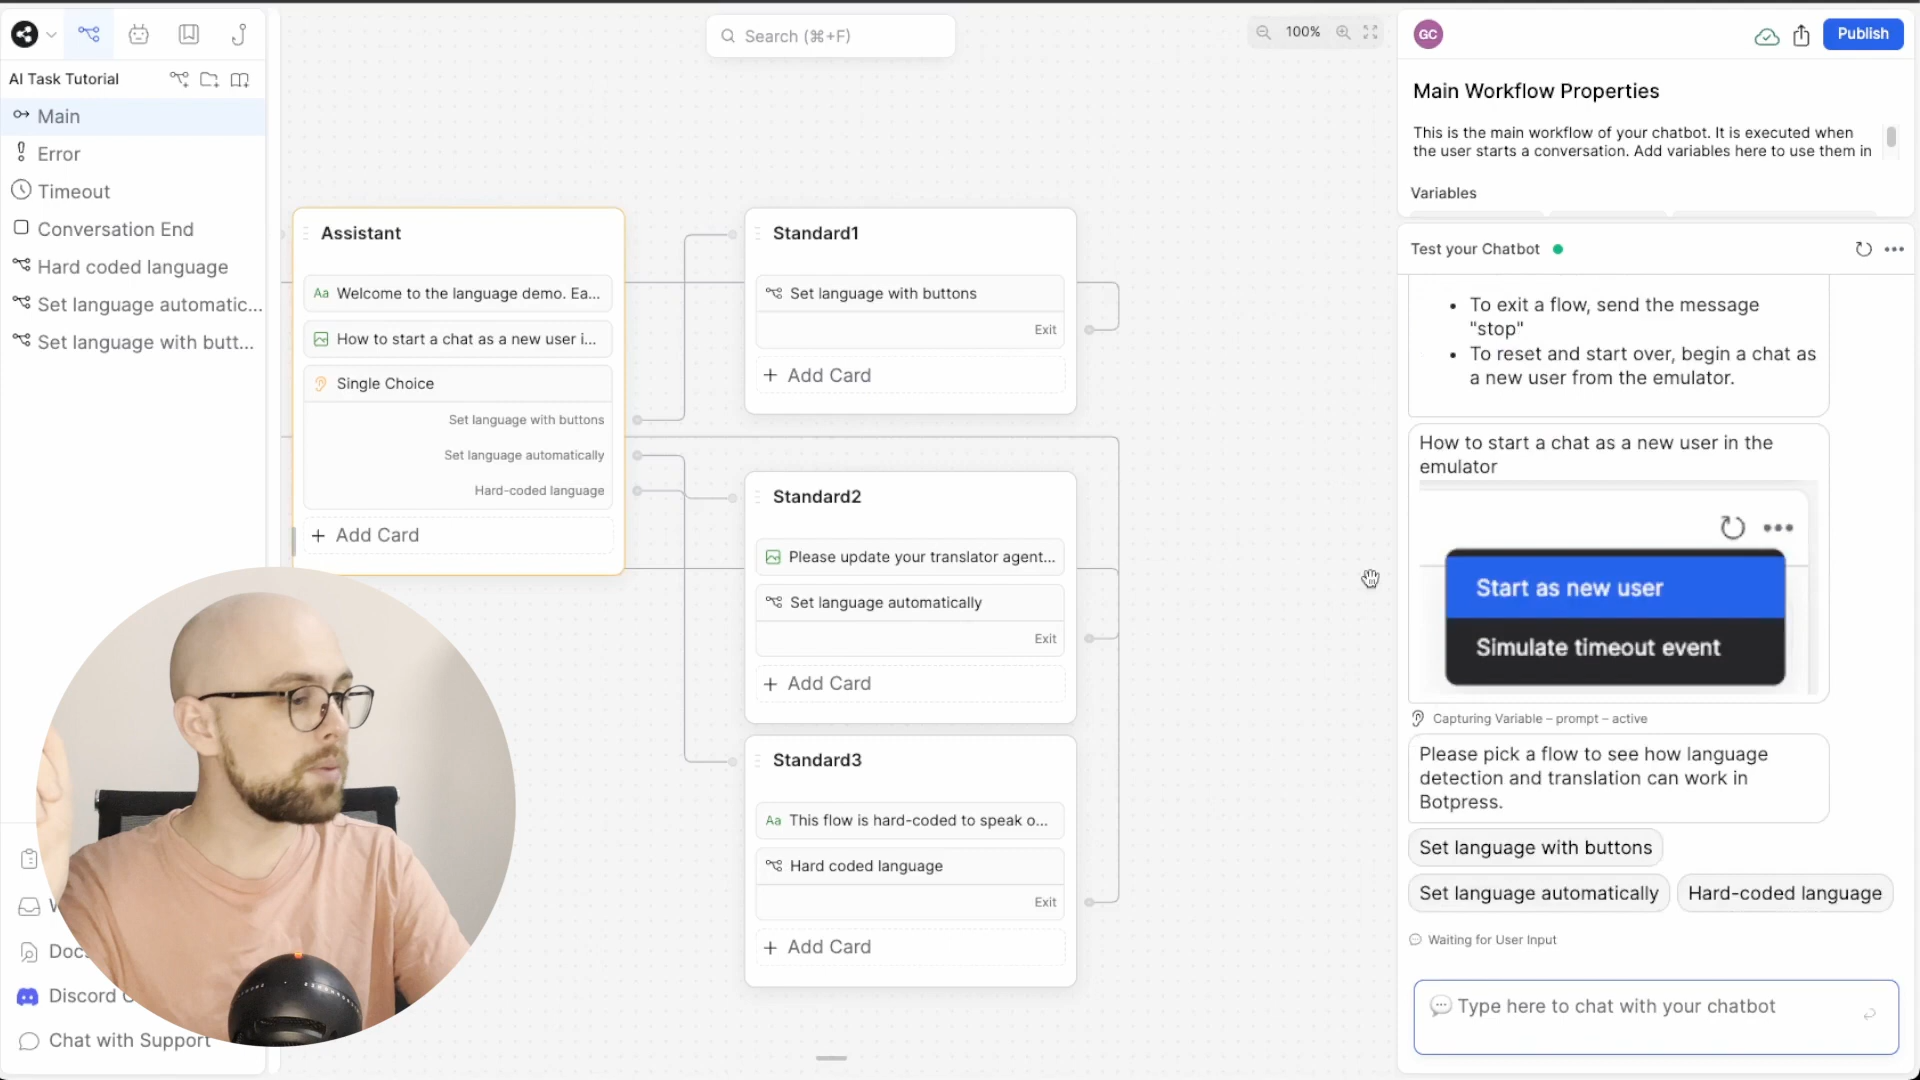 Search (⌘+F)
100%
GC
Publish
AI Task Tutorial
Main
Error
Timeout
Conversation End
Hard coded language
Set language automatic...
Set language with butt...
Doc
Discord
Chat with Support
Assistant
Aa Welcome to the language demo. Ea...
How to start a chat as a new user i...
Single Choice
Set language with buttons
Set language automatically
Hard-coded language
+ Add Card
Standard1
Set language with buttons
Exit
+ Add Card
Standard2
Please update your translator agent...
Set language automatically
Exit
+ Add Card
Standard3
Aa This flow is hard-coded to speak o...
Hard coded language
Exit
+ Add Card
Main Workflow Properties
This is the main workflow of your chatbot. It is executed when
the user starts a conversation. Add variables here to use them in
Variables
Test your Chatbot
• To exit a flow, send the message
"stop"
• To reset and start over, begin a chat as
a new user from the emulator.
How to start a chat as a new user in the
emulator
Start as new user
Simulate timeout event
Capturing Variable – prompt – active
Please pick a flow to see how language
detection and translation can work in
Botpress.
Set language with buttons
Set language automatically
Hard-coded language
Waiting for User Input
Type here to chat with your chatbot